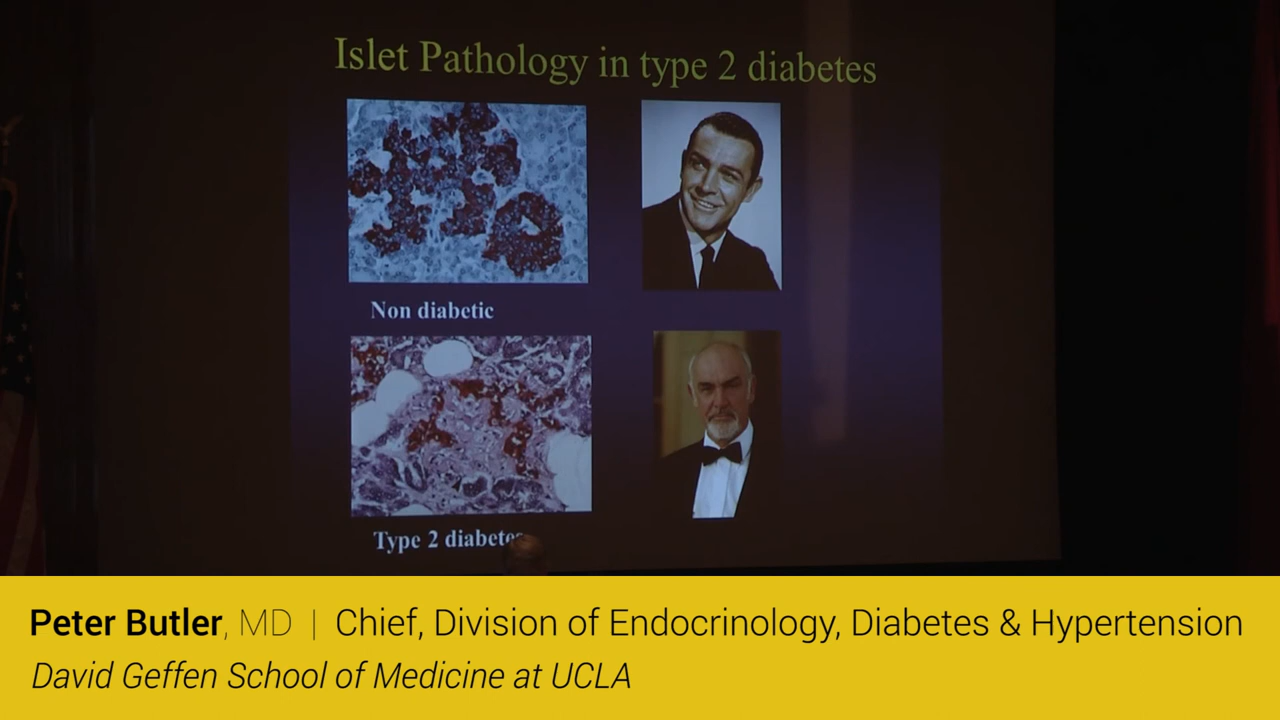 Islet Pathology in type 2 diabetes
Non diabetic
Type 2 diabetes
Peter Butler, MD | Chief, Division of Endocrinology, Diabetes & Hypertension
David Geffen School of Medicine at UCLA